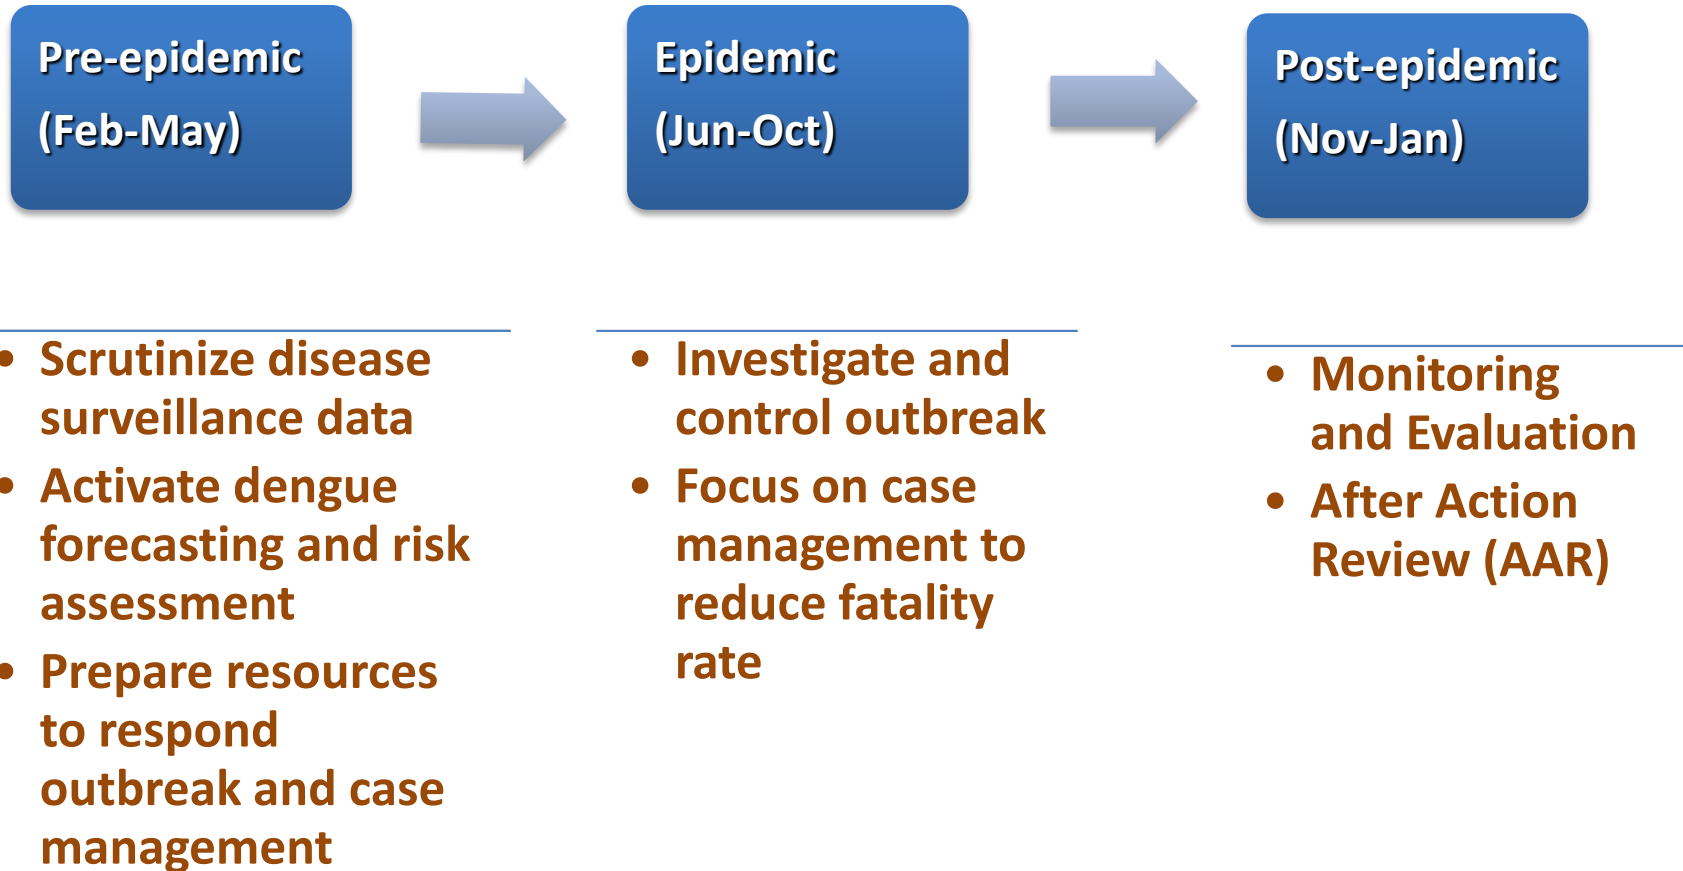 Pre-epidemic
(Feb-May)
Epidemic
(Jun-Oct)
Post-epidemic
(Nov-Jan)
• Scrutinize disease
surveillance data
• Activate dengue
forecasting and risk
assessment
• Prepare resources
to respond
outbreak and case
management
• Investigate and
control outbreak
• Focus on case
management to
reduce fatality
rate
• Monitoring
and Evaluation
• After Action
Review (AAR)